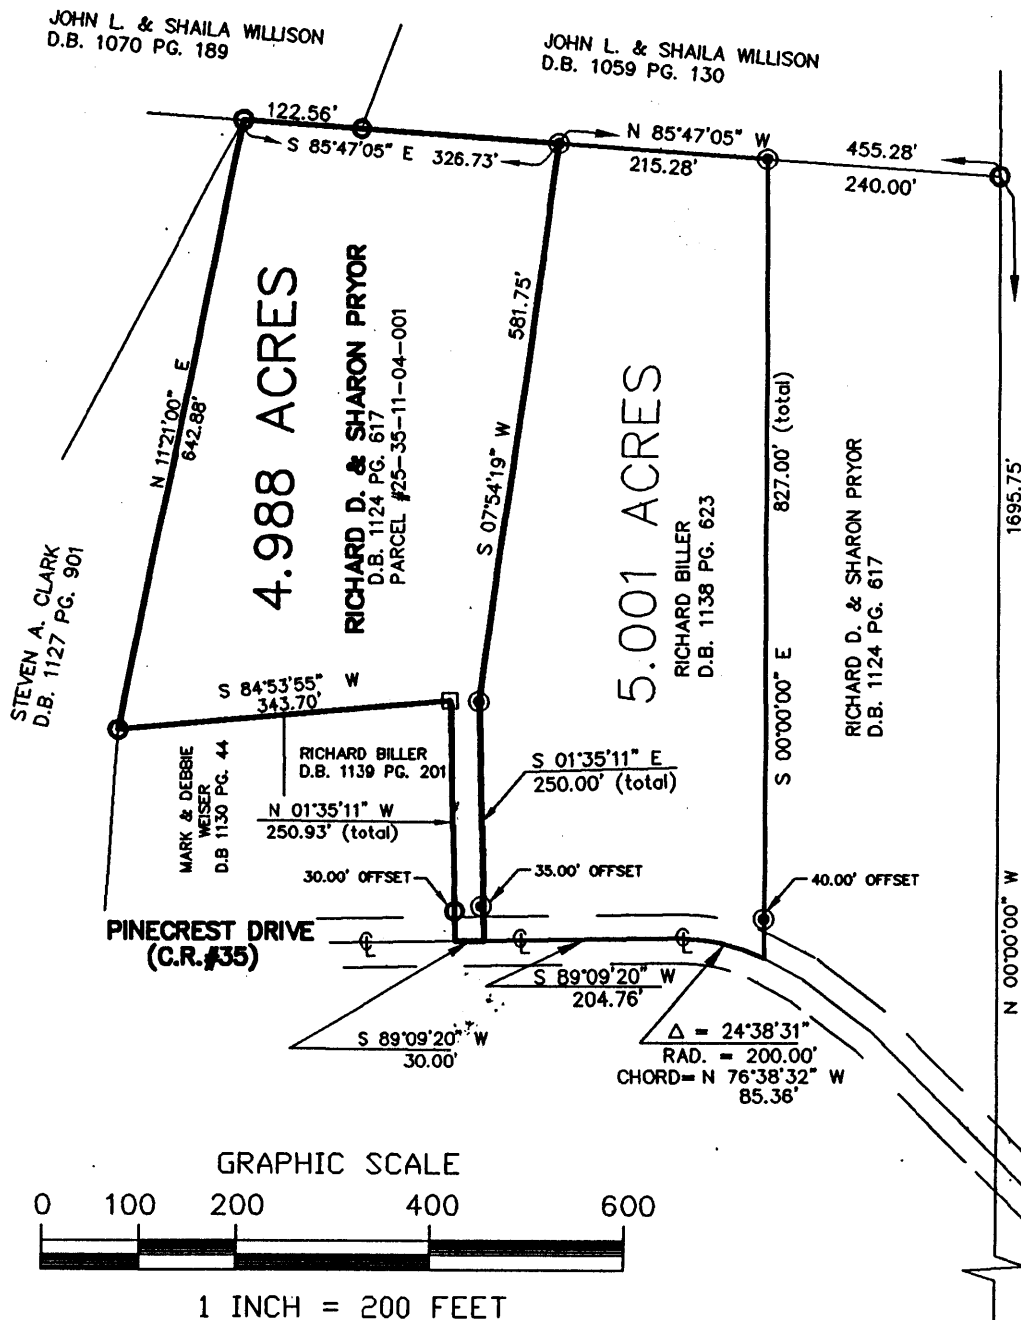 JOHN L. & SHAILA WILLISON
D.B. 1070 PG. 189
JOHN L. & SHAILA WILLISON
D.B. 1059 PG. 130
122.56'
S 85°47'05" E 326.73'
N 85°47'05" W
215.28'
455.28'
240.00'
N 11°21'00" E
642.88'
4.988 ACRES
RICHARD D. & SHARON PRYOR
D.B. 1124 PG. 617
PARCEL #25-35-11-04-001
S 07°54'19" W 581.75'
5.001 ACRES
RICHARD BILLER
D.B. 1138 PG. 623
S 00°00'00" E 827.00' (total)
RICHARD D. & SHARON PRYOR
D.B. 1124 PG. 617
N 00°00'00" W 1695.75'
STEVEN A. CLARK
D.B. 1127 PG. 901
S 84°53'55" W
343.70'
MARK & DEBBIE
WEISER
D.B 1130 PG. 44
RICHARD BILLER
D.B. 1139 PG. 201
N 01°35'11" W
250.93' (total)
S 01°35'11" E
250.00' (total)
30.00' OFFSET
35.00' OFFSET
40.00' OFFSET
PINECREST DRIVE
(C.R.#35)
S 89°09'20" W
204.76'
S 89°09'20" W
30.00'
Δ = 24°38'31"
RAD. = 200.00'
CHORD= N 76°38'32" W
85.36'
GRAPHIC SCALE
0 100 200 400 600
1 INCH = 200 FEET